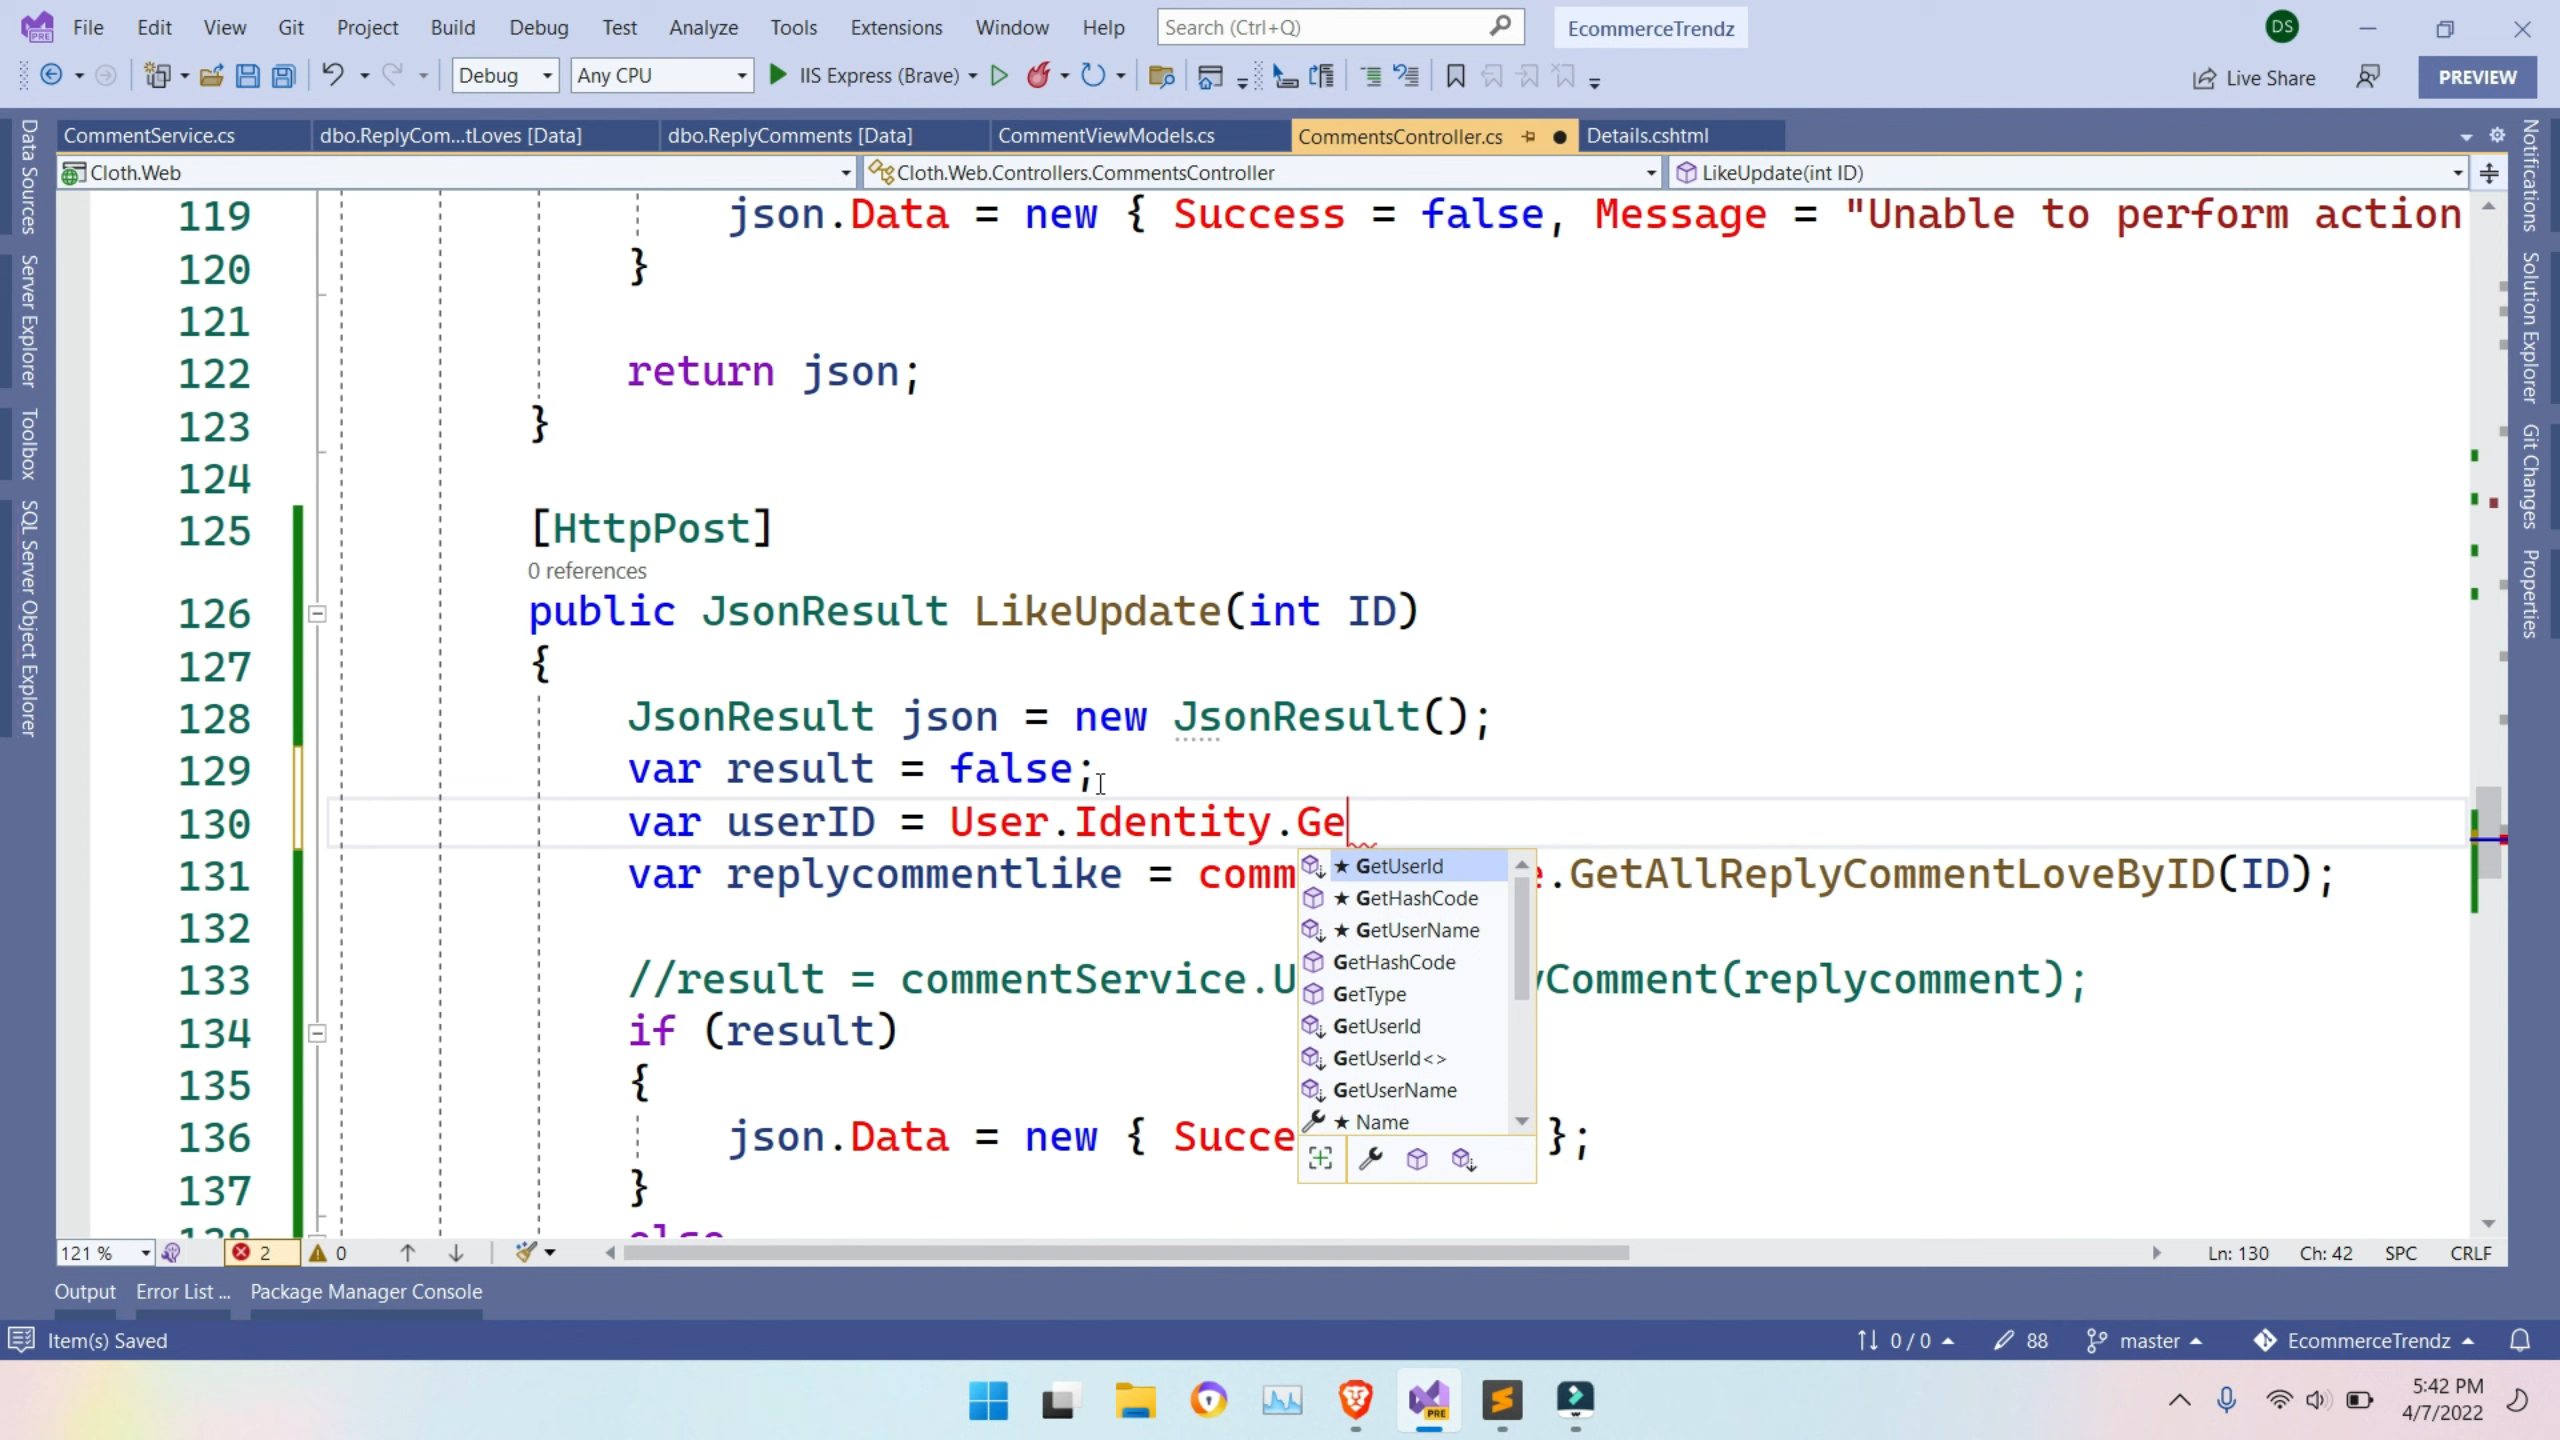 File Edit View Git Project Build Debug Test Analyze Tools Extensions Window Help Search (Ctrl+Q) EcommerceTrendz DS
Debug Any CPU IIS Express (Brave) Live Share PREVIEW
CommentService.cs dbo.ReplyCom...tLoves [Data] dbo.ReplyComments [Data] CommentViewModels.cs CommentsController.cs Details.cshtml
Cloth.Web Cloth.Web.Controllers.CommentsController LikeUpdate(int ID)
Data Sources
Server Explorer
Toolbox
SQL Server Object Explorer
119 json.Data = new { Success = false, Message = "Unable to perform action
120 }
121
122 return json;
123 }
124
125 [HttpPost]
0 references
126 public JsonResult LikeUpdate(int ID)
127 {
128 JsonResult json = new JsonResult();
129 var result = false;
130 var userID = User.Identity.Ge
131 var replycommentlike = comm e.GetAllReplyCommentLoveByID(ID);
132
133 //result = commentService.U yComment(replycomment);
134 if (result)
135 {
136 json.Data = new { Succe };
137 }
138 else
★ GetUserId
★ GetHashCode
★ GetUserName
GetHashCode
GetType
GetUserId
GetUserId<>
GetUserName
★ Name
Notifications
Solution Explorer
Git Changes
Properties
121 % 2 0 Ln: 130 Ch: 42 SPC CRLF
Output Error List ... Package Manager Console
Item(s) Saved 0 / 0 88 master EcommerceTrendz
PRE
5:42 PM
4/7/2022